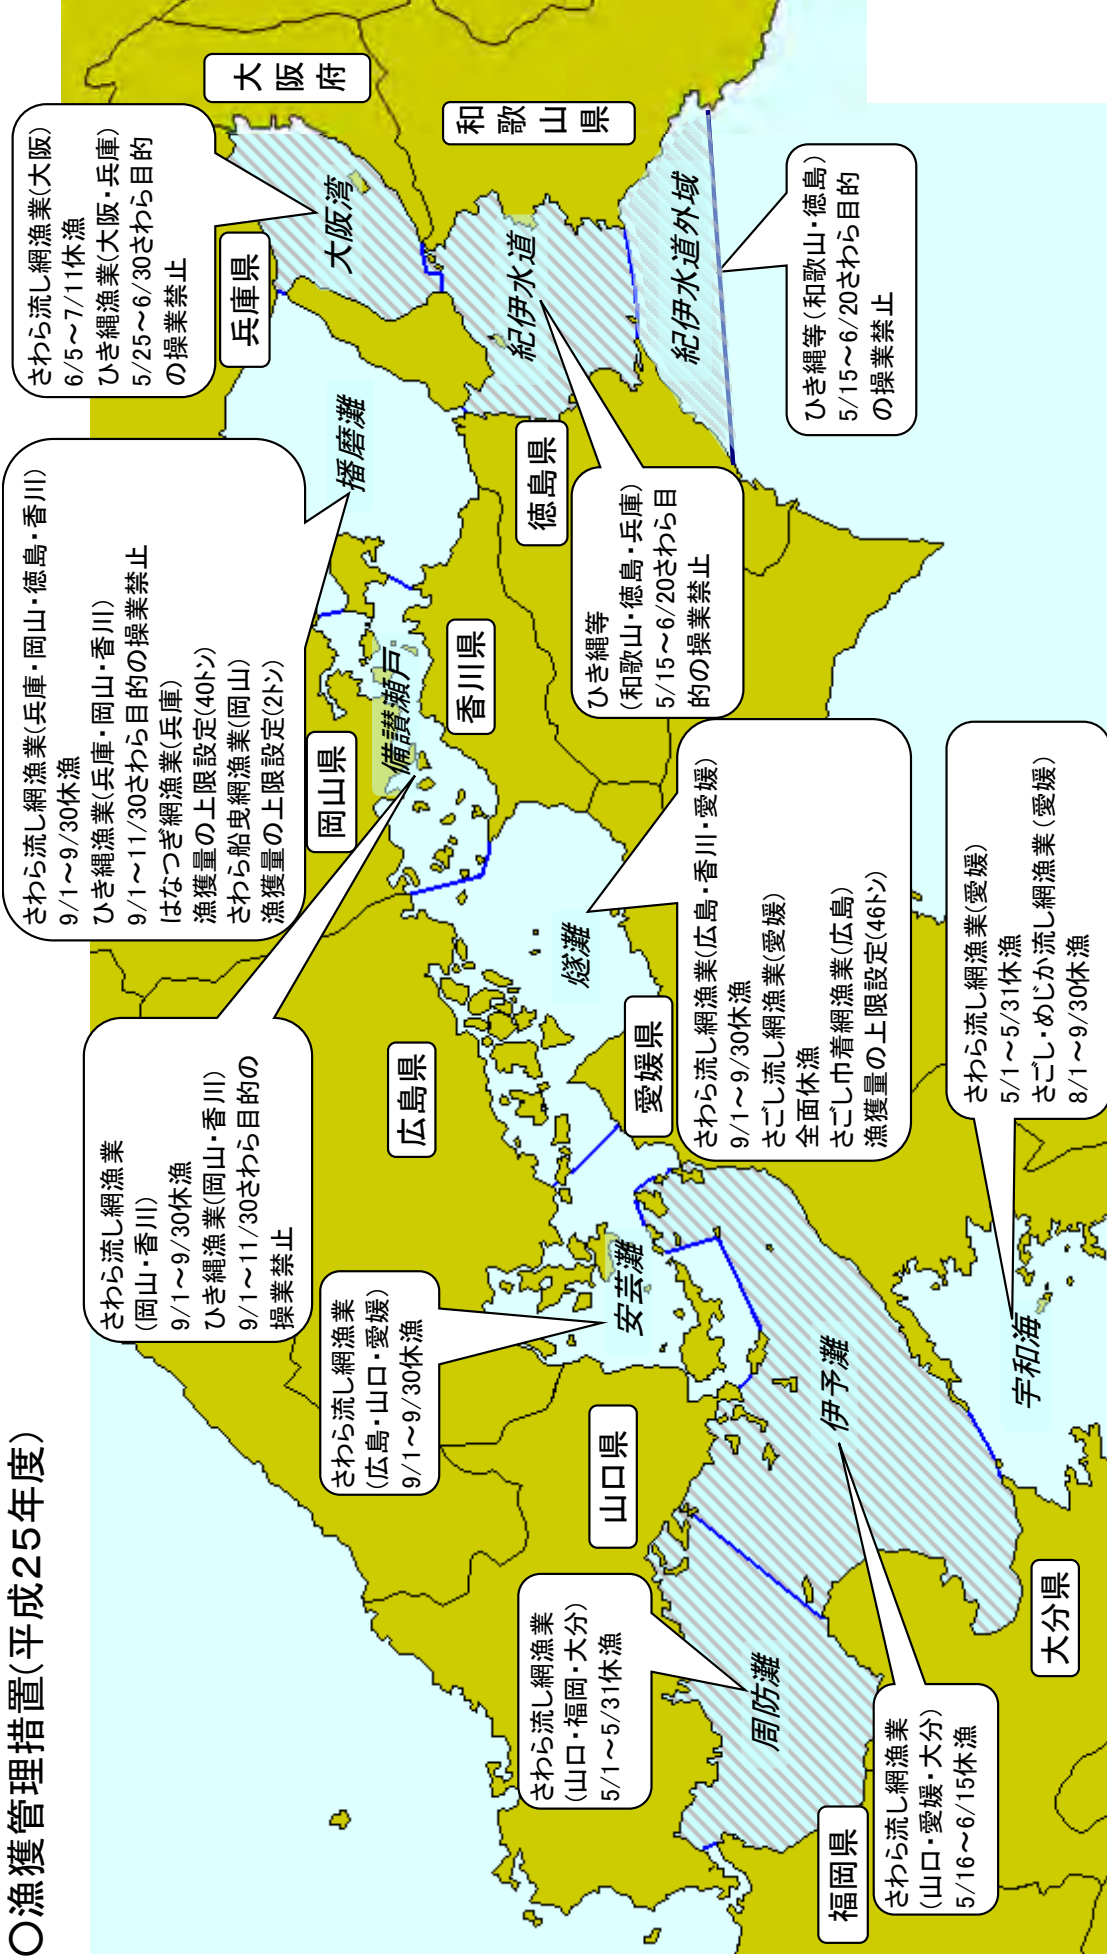 ○漁獲管理措置(平成25年度)
さわら流し網漁業
(山口・福岡・大分)
5/1～5/31休漁
周防灘
福岡県
さわら流し網漁業
(山口・愛媛・大分)
5/16～6/15休漁
伊予灘
大分県
山口県
さわら流し網漁業
(広島・山口・愛媛)
9/1～9/30休漁
安芸灘
宇和海
さわら流し網漁業(愛媛)
5/1～5/31休漁
さごし・めじか流し網漁業(愛媛)
8/1～9/30休漁
さわら流し網漁業
(岡山・香川)
9/1～9/30休漁
ひき縄漁業(岡山・香川)
9/1～11/30さわら目的の
操業禁止
広島県
愛媛県
燧灘
さわら流し網漁業(広島・香川・愛媛)
9/1～9/30休漁
さごし流し網漁業(愛媛)
全面休漁
さごし巾着網漁業(広島)
漁獲量の上限設定(46トン)
さわら流し網漁業(兵庫・岡山・徳島・香川)
9/1～9/30休漁
ひき縄漁業(兵庫・岡山・香川)
9/1～11/30さわら目的の操業禁止
はなつぎ網漁業(兵庫)
漁獲量の上限設定(40トン)
さわら船曳網漁業(岡山)
漁獲量の上限設定(2トン)
岡山県
備讃瀬戸
香川県
播磨灘
徳島県
ひき縄等
(和歌山・徳島・兵庫)
5/15～6/20さわら目
的の操業禁止
さわら流し網漁業(大阪)
6/5～7/11休漁
ひき縄漁業(大阪・兵庫)
5/25～6/30さわら目的
の操業禁止
兵庫県
大阪湾
紀伊水道
紀伊水道外域
ひき縄等(和歌山・徳島)
5/15～6/20さわら目的
の操業禁止
大阪府
和歌山県